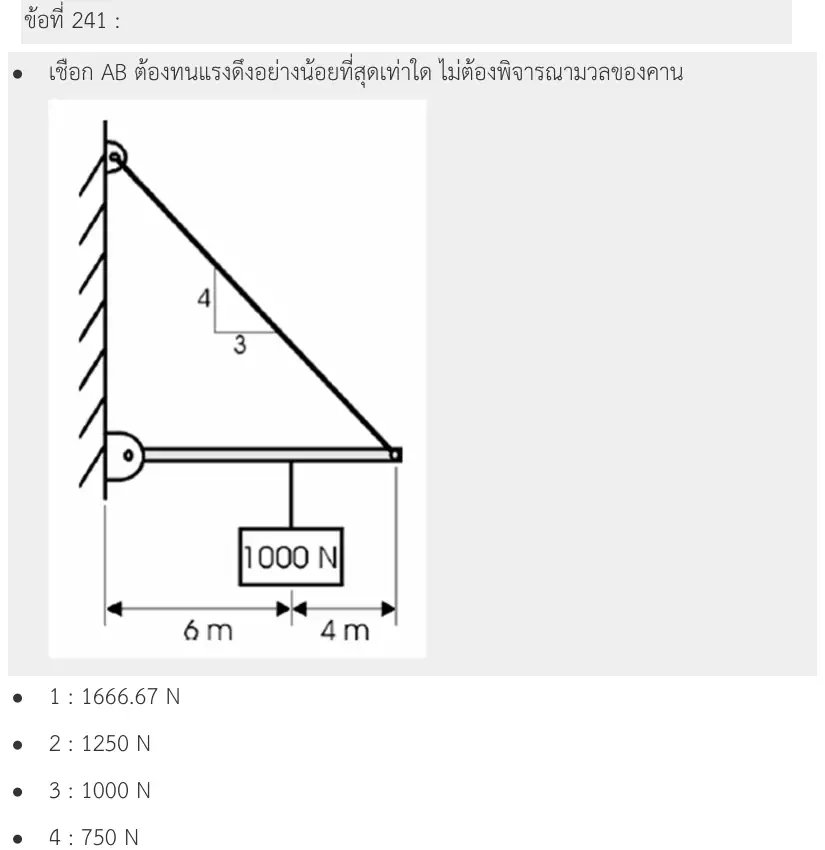 ข้อที่ 241 :
• เชือก AB ต้องทนแรงดึงอย่างน้อยที่สุดเท่าใด ไม่ต้องพิจารณามวลของคาน
4
3
1000 N
6 m
4 m
• 1 : 1666.67 N
• 2 : 1250 N
• 3 : 1000 N
• 4 : 750 N